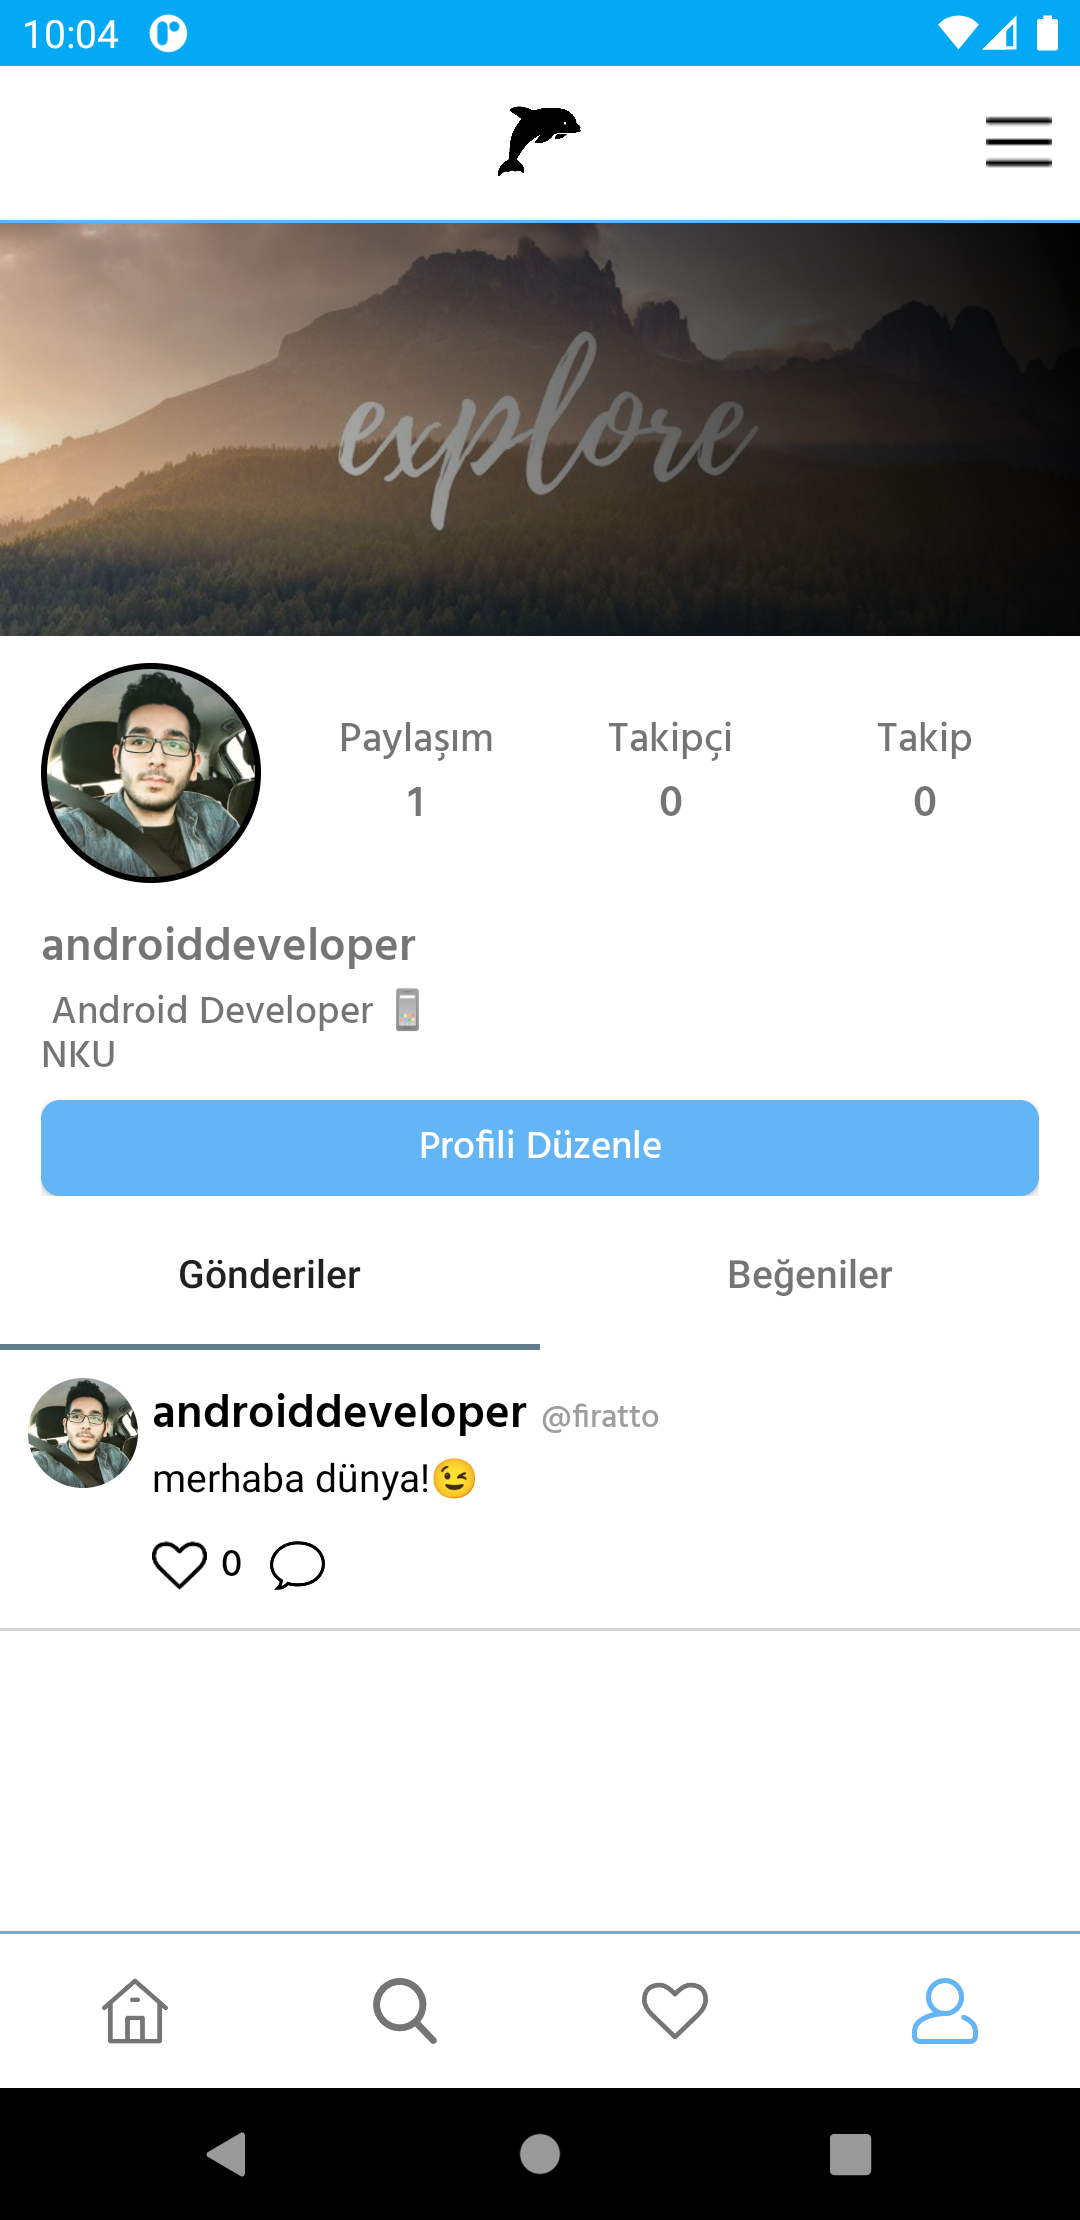 10:04
explore
Paylaşım Takipçi Takip
1 0 0
androiddeveloper
Android Developer 📱
NKU
Profili Düzenle
Gönderiler Beğeniler
androiddeveloper @firatto
merhaba dünya!😉
0